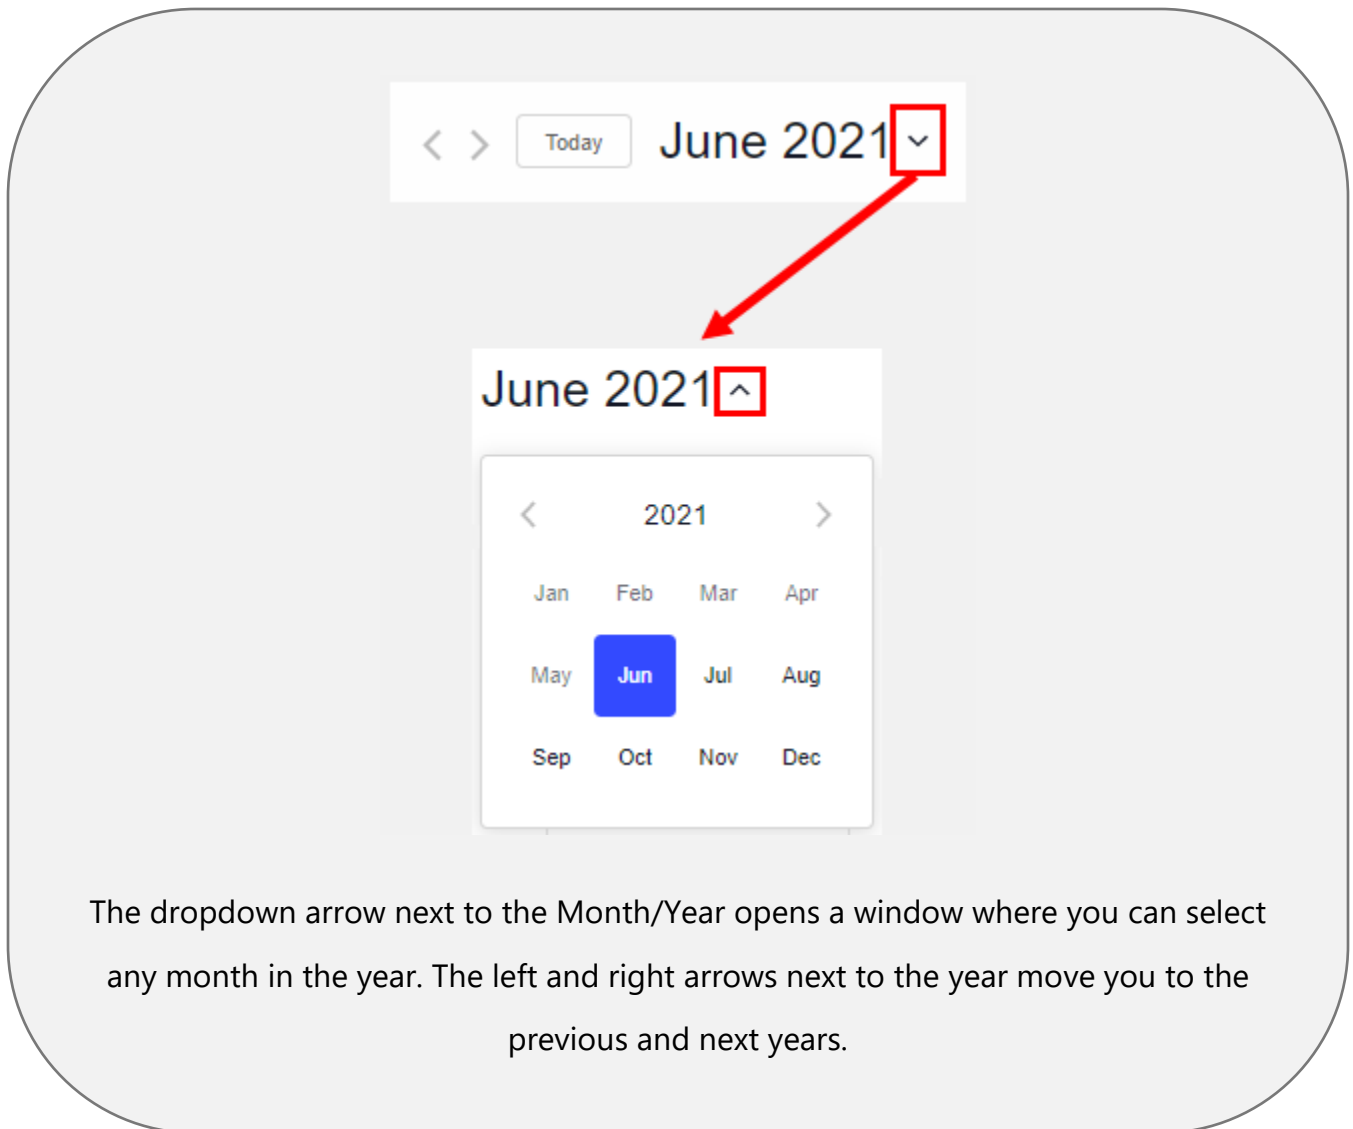 Today June 2021
June 2021
2021
Jan Feb Mar Apr
May Jun Jul Aug
Sep Oct Nov Dec
The dropdown arrow next to the Month/Year opens a window where you can select
any month in the year. The left and right arrows next to the year move you to the
previous and next years.